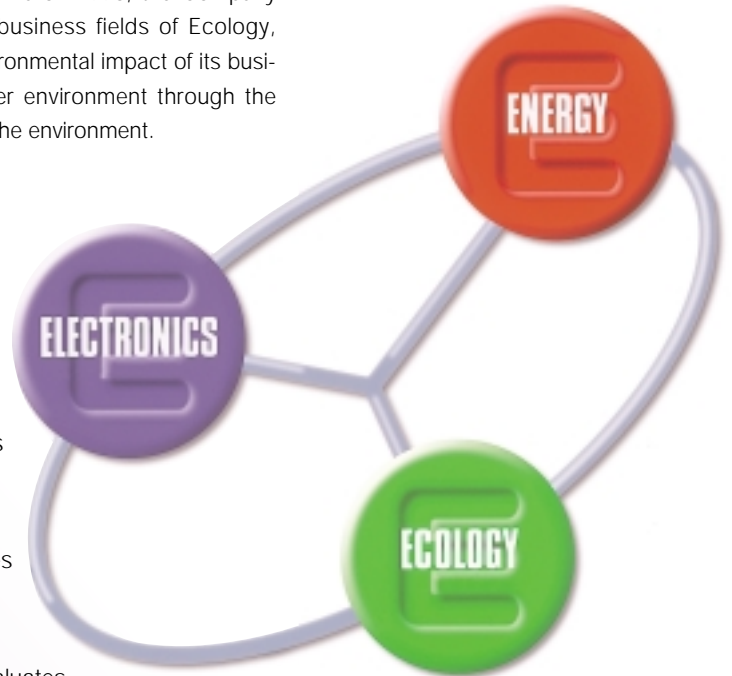 business fields of Ecology,
ronmental impact of its busi-
er environment through the
he environment.
ENERGY
ELECTRONICS
s
ECOLOGY
s